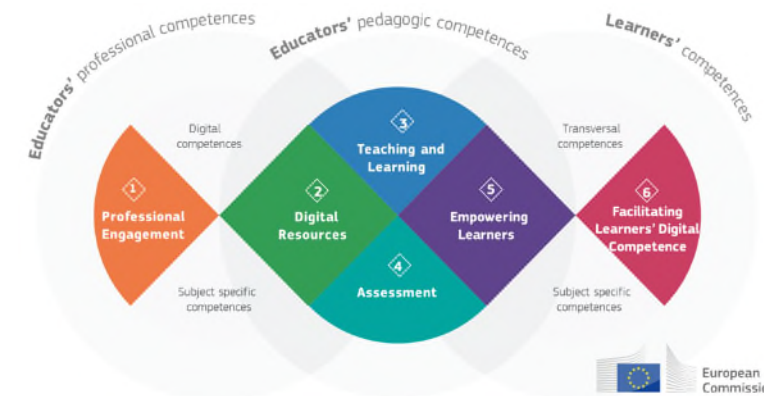 Educators' professional competences
Educators' pedagogic competences
Learners' competences
Digital
competences
Transversal
competences
1
Professional
Engagement
2
Digital
Resources
3
Teaching and
Learning
4
Assessment
5
Empowering
Learners
6
Facilitating
Learners' Digital
Competence
Subject specific
competences
Subject specific
competences
European
Commissio